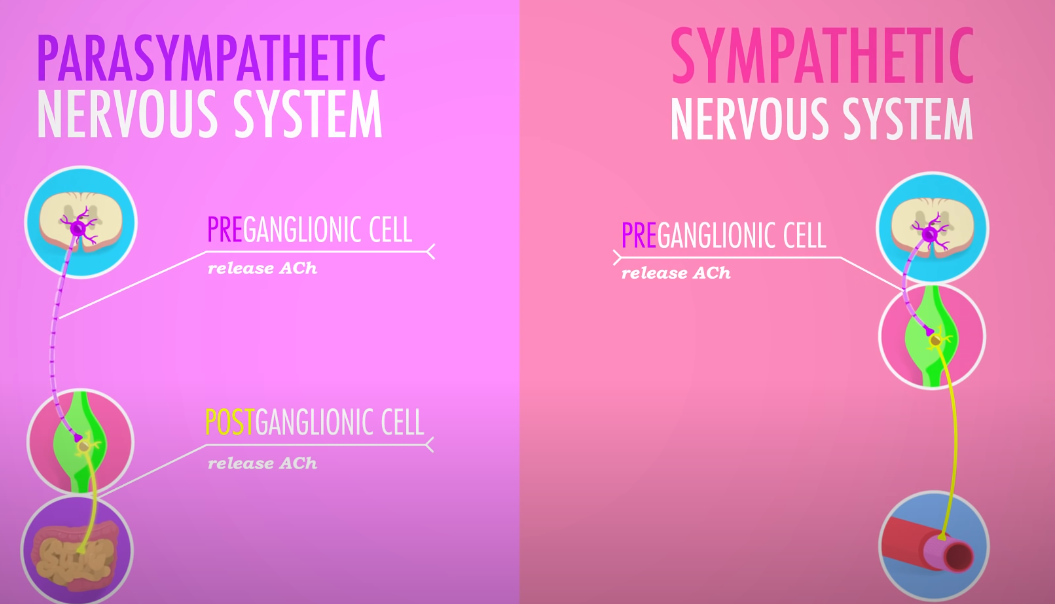 PARASYMPATHETIC
NERVOUS SYSTEM
PREGANGLIONIC CELL
release ACh
POSTGANGLIONIC CELL
release ACh
SYMPATHETIC
NERVOUS SYSTEM
PREGANGLIONIC CELL
release ACh